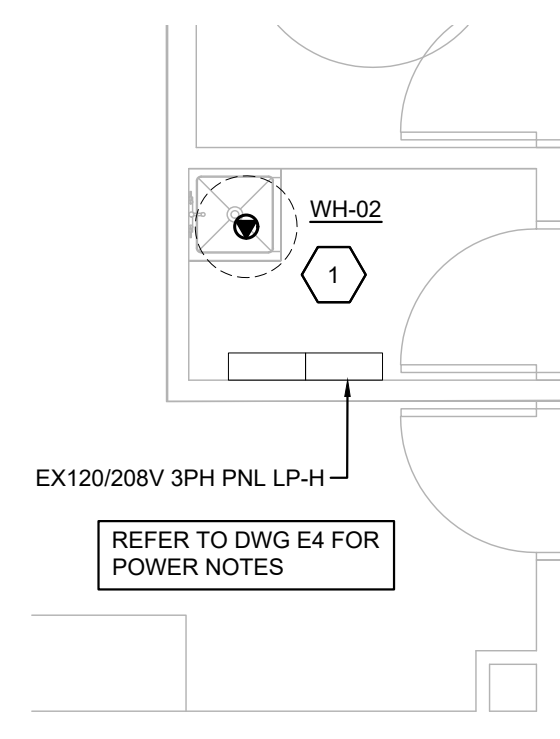 WH-02
1
EX120/208V 3PH PNL LP-H
REFER TO DWG E4 FOR
POWER NOTES